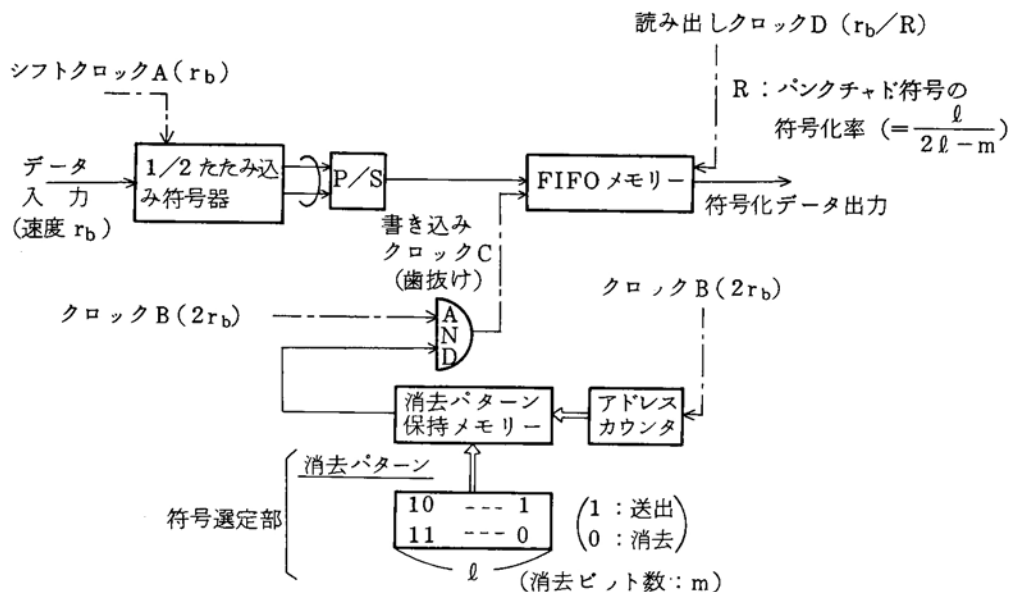 読み出しクロックD (rb/R)
シフトクロックA(rb)
R:パンクチャド符号の
符号化率 (=ℓ/(2ℓ-m))
データ
入力
(速度 rb)
1/2たたみ込
み符号器
P/S
FIFOメモリー
符号化データ出力
書き込み
クロックC
(歯抜け)
クロックB(2rb)
クロックB(2rb)
AND
消去パターン
保持メモリー
アドレス
カウンタ
消去パターン
符号選定部
10 --- 1
11 --- 0
(1:送出
0:消去)
ℓ
(消去ビット数:m)